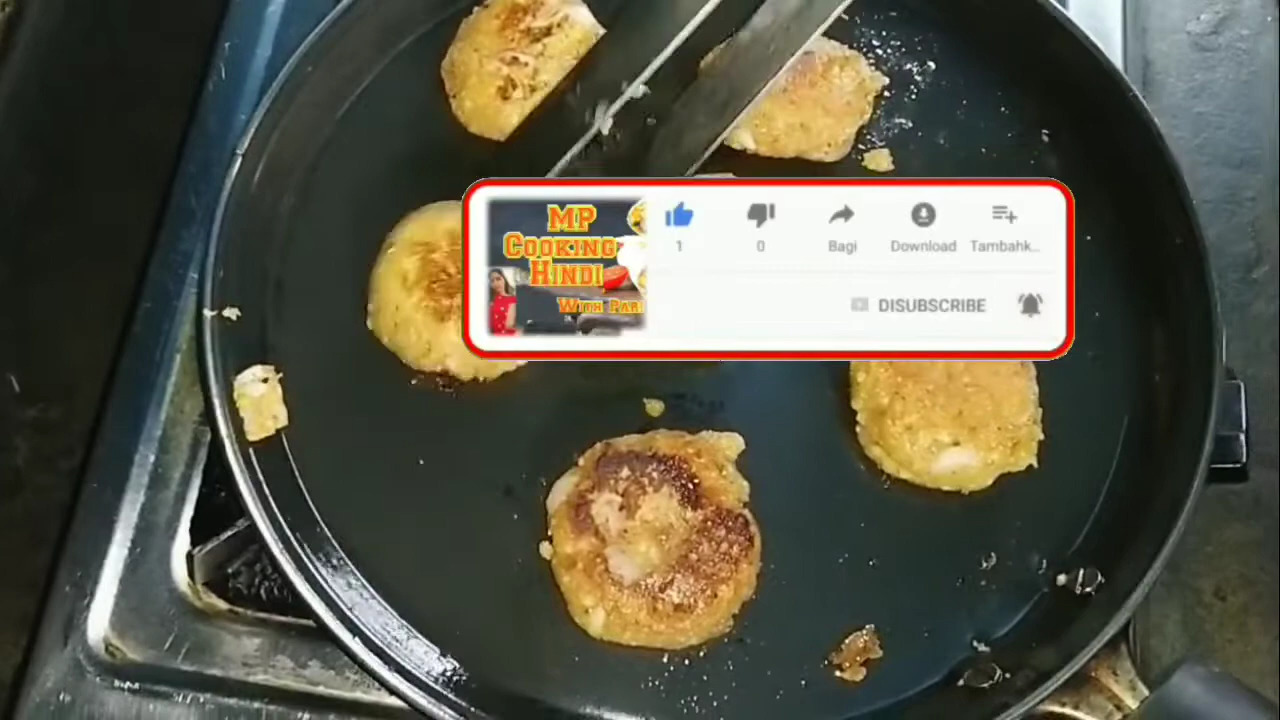 MP
COOKING
HINDI
WITH PARI
1
0
Bagi
Download
Tambahk...
DISUBSCRIBE